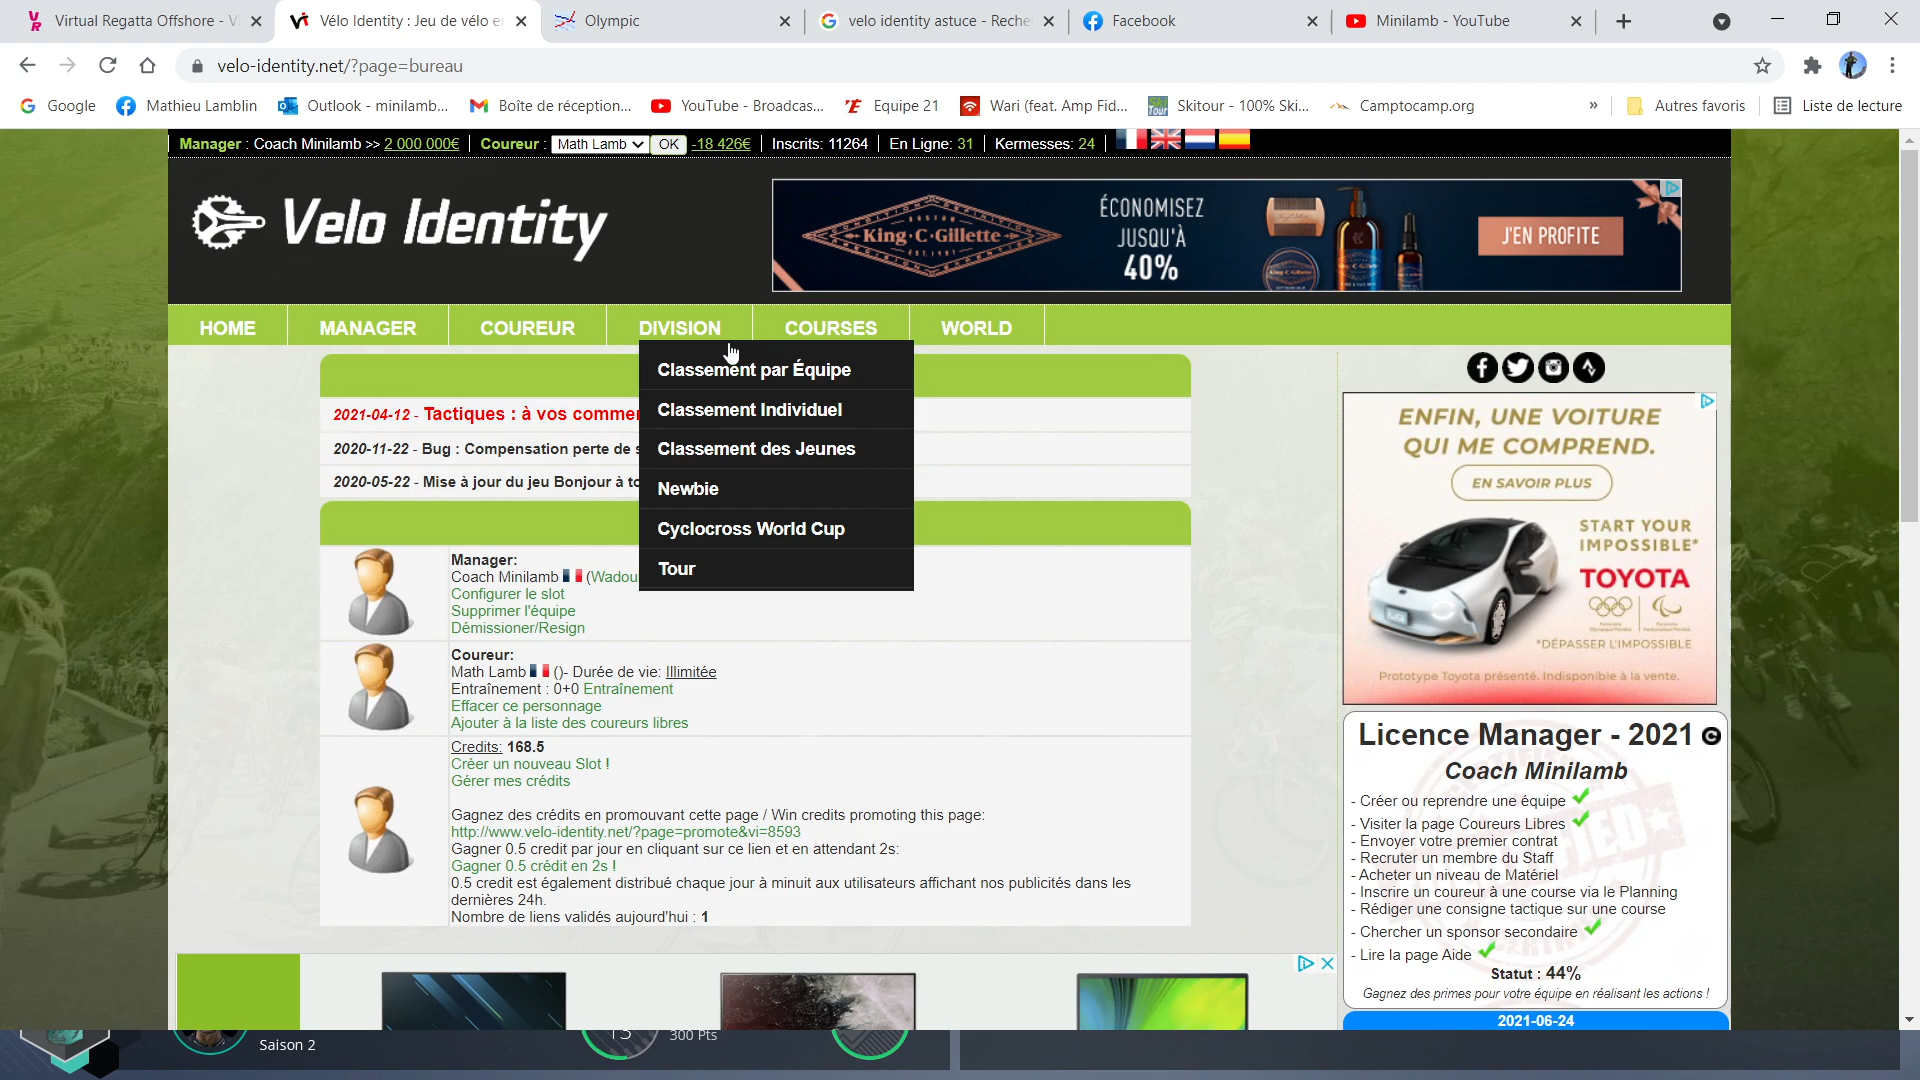 Virtual Regatta Offshore - Vi
Vélo Identity : Jeu de vélo e
Olympic
velo identity astuce - Reche
Facebook
Minilamb - YouTube
velo-identity.net/?page=bureau
Google
Mathieu Lamblin
Outlook - minilamb...
Boîte de réception...
YouTube - Broadcas...
Equipe 21
Wari (feat. Amp Fid...
Skitour - 100% Ski...
Camptocamp.org
»
Autres favoris
Liste de lecture
Manager : Coach Minilamb >> 2 000 000€
Coureur : Math Lamb OK -18 426€
Inscrits: 11264
En Ligne: 31
Kermesses: 24
Velo Identity
King·C·Gillette
ÉCONOMISEZ
JUSQU'À
40%
J'EN PROFITE
HOME
MANAGER
COUREUR
DIVISION
COURSES
WORLD
Classement par Équipe
Classement Individuel
Classement des Jeunes
Newbie
Cyclocross World Cup
Tour
2021-04-12 - Tactiques : à vos commen
2020-11-22 - Bug : Compensation perte de s
2020-05-22 - Mise à jour du jeu Bonjour à to
Manager:
Coach Minilamb (Wadou
Configurer le slot
Supprimer l'équipe
Démissioner/Resign
Coureur:
Math Lamb ()- Durée de vie: Illimitée
Entraînement : 0+0 Entraînement
Effacer ce personnage
Ajouter à la liste des coureurs libres
Credits: 168.5
Créer un nouveau Slot !
Gérer mes crédits
Gagnez des crédits en promouvant cette page / Win credits promoting this page:
http://www.velo-identity.net/?page=promote&vi=8593
Gagner 0.5 crédit par jour en cliquant sur ce lien et en attendant 2s:
Gagner 0.5 crédit en 2s !
0.5 credit est également distribué chaque jour à minuit aux utilisateurs affichant nos publicités dans les
dernières 24h.
Nombre de liens validés aujourd'hui : 1
ENFIN, UNE VOITURE
QUI ME COMPREND.
EN SAVOIR PLUS
START YOUR
IMPOSSIBLE*
TOYOTA
*DÉPASSER L'IMPOSSIBLE
Prototype Toyota présenté. Indisponible à la vente.
Licence Manager - 2021
Coach Minilamb
- Créer ou reprendre une équipe
- Visiter la page Coureurs Libres
- Envoyer votre premier contrat
- Recruter un membre du Staff
- Acheter un niveau de Matériel
- Inscrire un coureur à une course via le Planning
- Rédiger une consigne tactique sur une course
- Chercher un sponsor secondaire
- Lire la page Aide
Statut : 44%
Gagnez des primes pour votre équipe en réalisant les actions !
2021-06-24
Saison 2
300 Pts